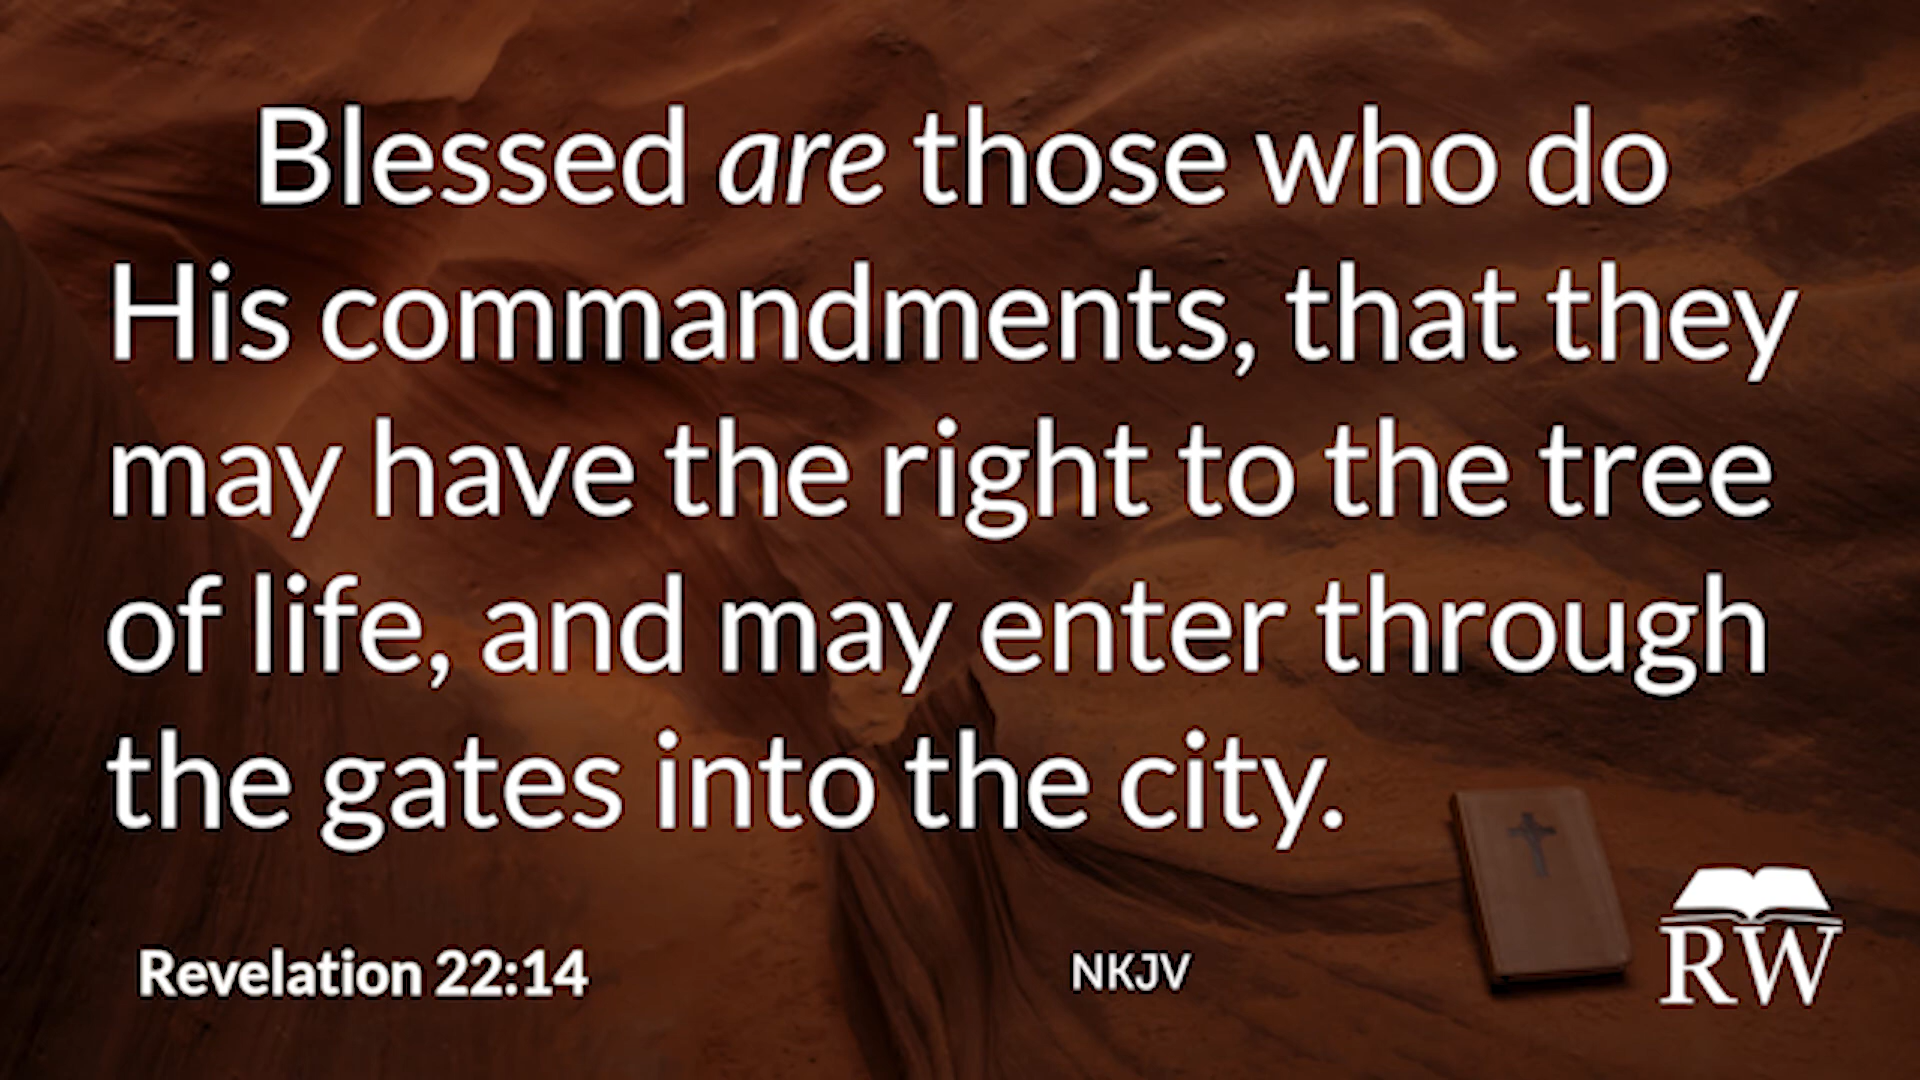 Blessed are those who do
His commandments, that they
may have the right to the tree
of life, and may enter through
the gates into the city.
Revelation 22:14
NKJV
RW